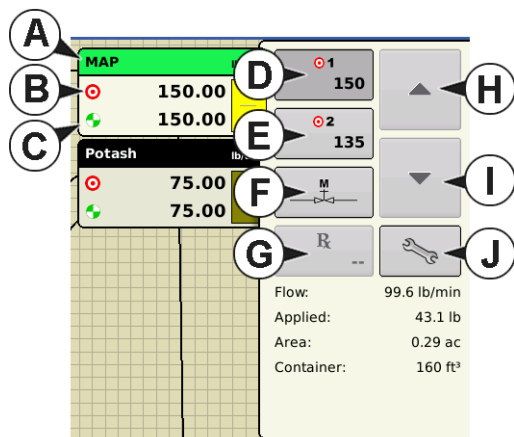 A
MAP
B
150.00
C
150.00
Potash
lb/
75.00
75.00
D
1
150
E
2
135
F
M
G
Rx
--
H
I
J
Flow: 99.6 lb/min
Applied: 43.1 lb
Area: 0.29 ac
Container: 160 ft³